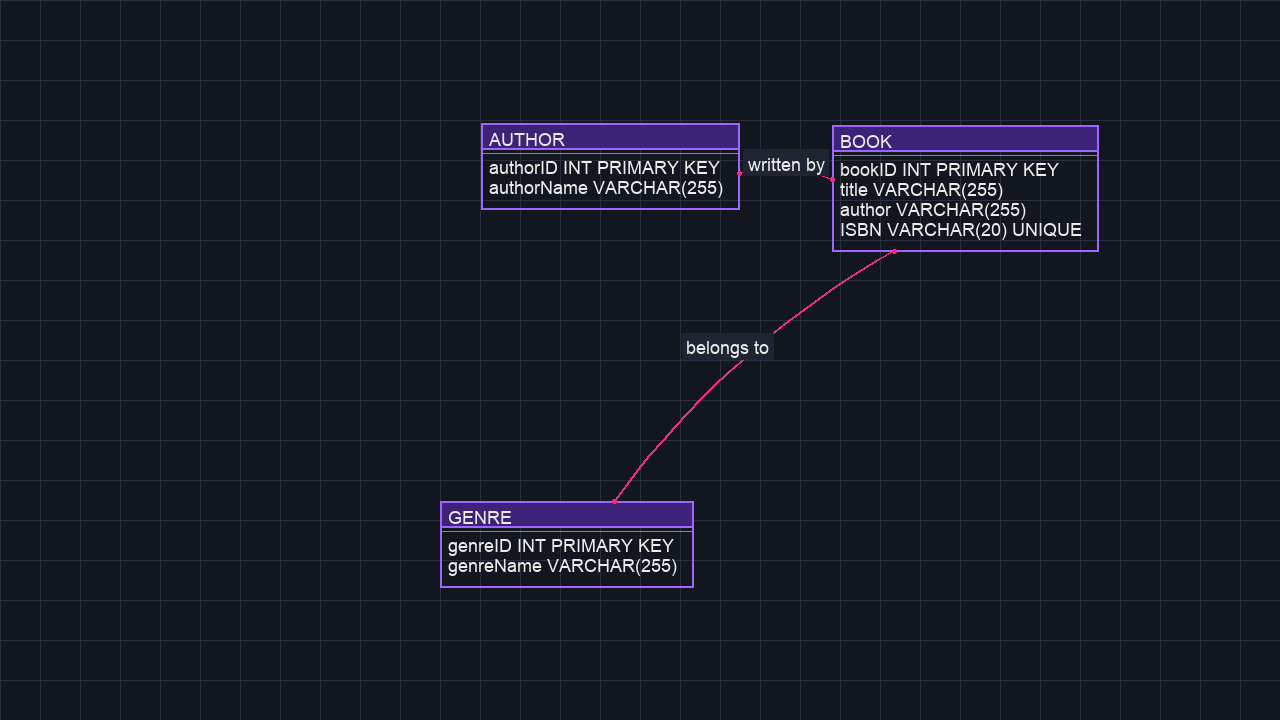 AUTHOR
authorID INT PRIMARY KEY
authorName VARCHAR(255)
written by
BOOK
bookID INT PRIMARY KEY
title VARCHAR(255)
author VARCHAR(255)
ISBN VARCHAR(20) UNIQUE
belongs to
GENRE
genreID INT PRIMARY KEY
genreName VARCHAR(255)